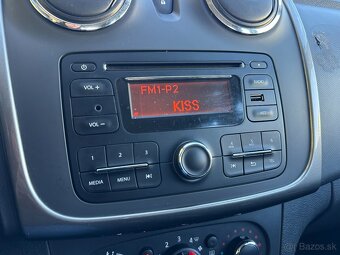 VOL +
FM1-P2
KISS
VOL –
1 2 3
4 5 6
MEDIA MENU
bazos.sk